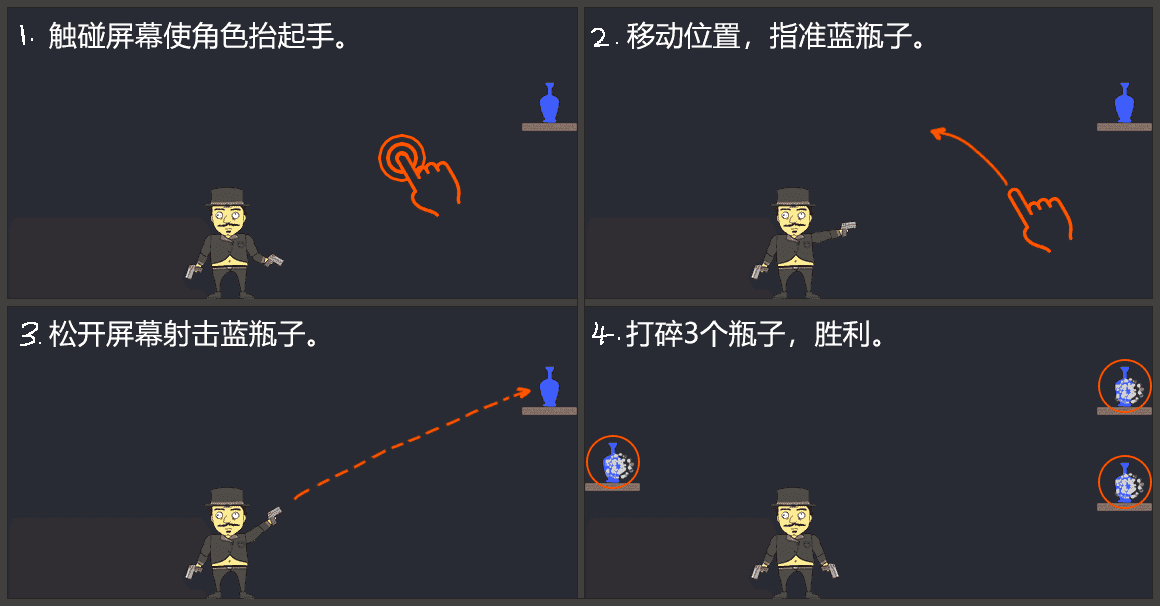 1. 触碰屏幕使角色抬起手。
2. 移动位置，指准蓝瓶子。
3. 松开屏幕射击蓝瓶子。
4. 打碎3个瓶子，胜利。